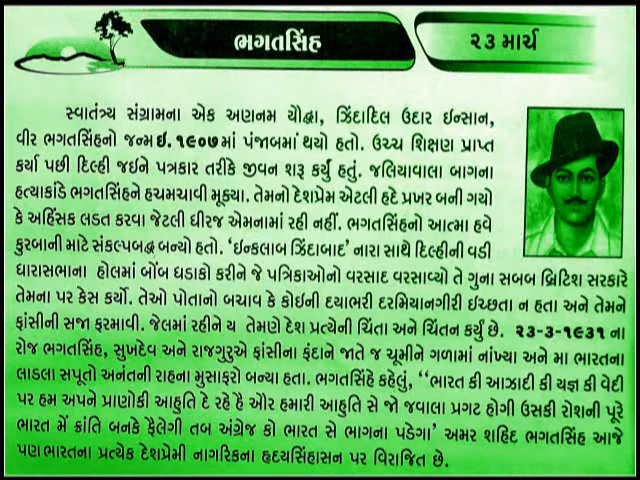 ભગતસિંહ
૨૩ માર્ચ
સ્વાતંત્ર્ય સંગ્રામના એક અણનમ યૌદ્ધા, ઝિંદાદિલ ઉદાર ઈન્સાન,
વીર ભગતસિંહનો જન્મ ઇ. ૧૯૦૭ માં પંજાબમાં થયો હતો. ઉચ્ચ શિક્ષણ પ્રાપ્ત
કર્યા પછી દિલ્હી જઇને પત્રકાર તરીકે જીવન શરૂ કર્યું હતું. જલિયાવાલા બાગના
હત્યાકાંડે ભગતસિંહને હચમચાવી મૂક્યા. તેમનો દેશપ્રેમ એટલી હદે પ્રખર બની ગયો
કે અહિંસક લડત કરવા જેટલી ધીરજ એમનામાં રહી નહીં. ભગતસિંહનો આત્મા હવે
કુરબાની માટે સંકલ્પબદ્ધ બન્યો હતો. ‘ઇન્કલાબ ઝિંદાબાદ’ નારા સાથે દિલ્હીની વડી
ધારાસભાના હોલમાં બોંબ ધડાકો કરીને જે પત્રિકાઓનો વરસાદ વરસાવ્યો તે ગુના સબબ બ્રિટિશ સરકારે
તેમના પર કેસ કર્યો. તેઓ પોતાનો બચાવ કે કોઈની દયાભરી દરમિયાનગીરી ઈચ્છતા ન હતા અને તેમને
ફાંસીની સજા ફરમાવી. જેલમાં રહીને ય તેમણે દેશ પ્રત્યેની ચિંતા અને ચિંતન કર્યું છે. ૨૩-૩-૧૯૩૧ ના
રોજ ભગતસિંહ, સુખદેવ અને રાજગુરુએ ફાંસીના ફંદાને જાતે જ ચૂમીને ગળામાં નાંખ્યા અને મા ભારતના
લાડલા સપૂતો અનંતની રાહના મુસાફરો બન્યા હતા. ભગતસિંહે કહેલું, ‘‘ભારત કી આઝાદી કી યજ્ઞ કી વેદી
પર હમ અપને પ્રાણોકી આહુતિ દે રહે હૈ ઔર હમારી આહુતિ સે જો જવાલા પ્રગટ હોગી ઉસકી રોશની પૂરે
ભારત મેં ક્રાંતિ બનકે ફૈલેગી તબ અંગ્રેજ કો ભારત સે ભાગના પડેગા’ અમર શહિદ ભગતસિંહ આજે
પણ ભારતના પ્રત્યેક દેશપ્રેમી નાગરિકના હૃદયસિંહાસન પર વિરાજિત છે.